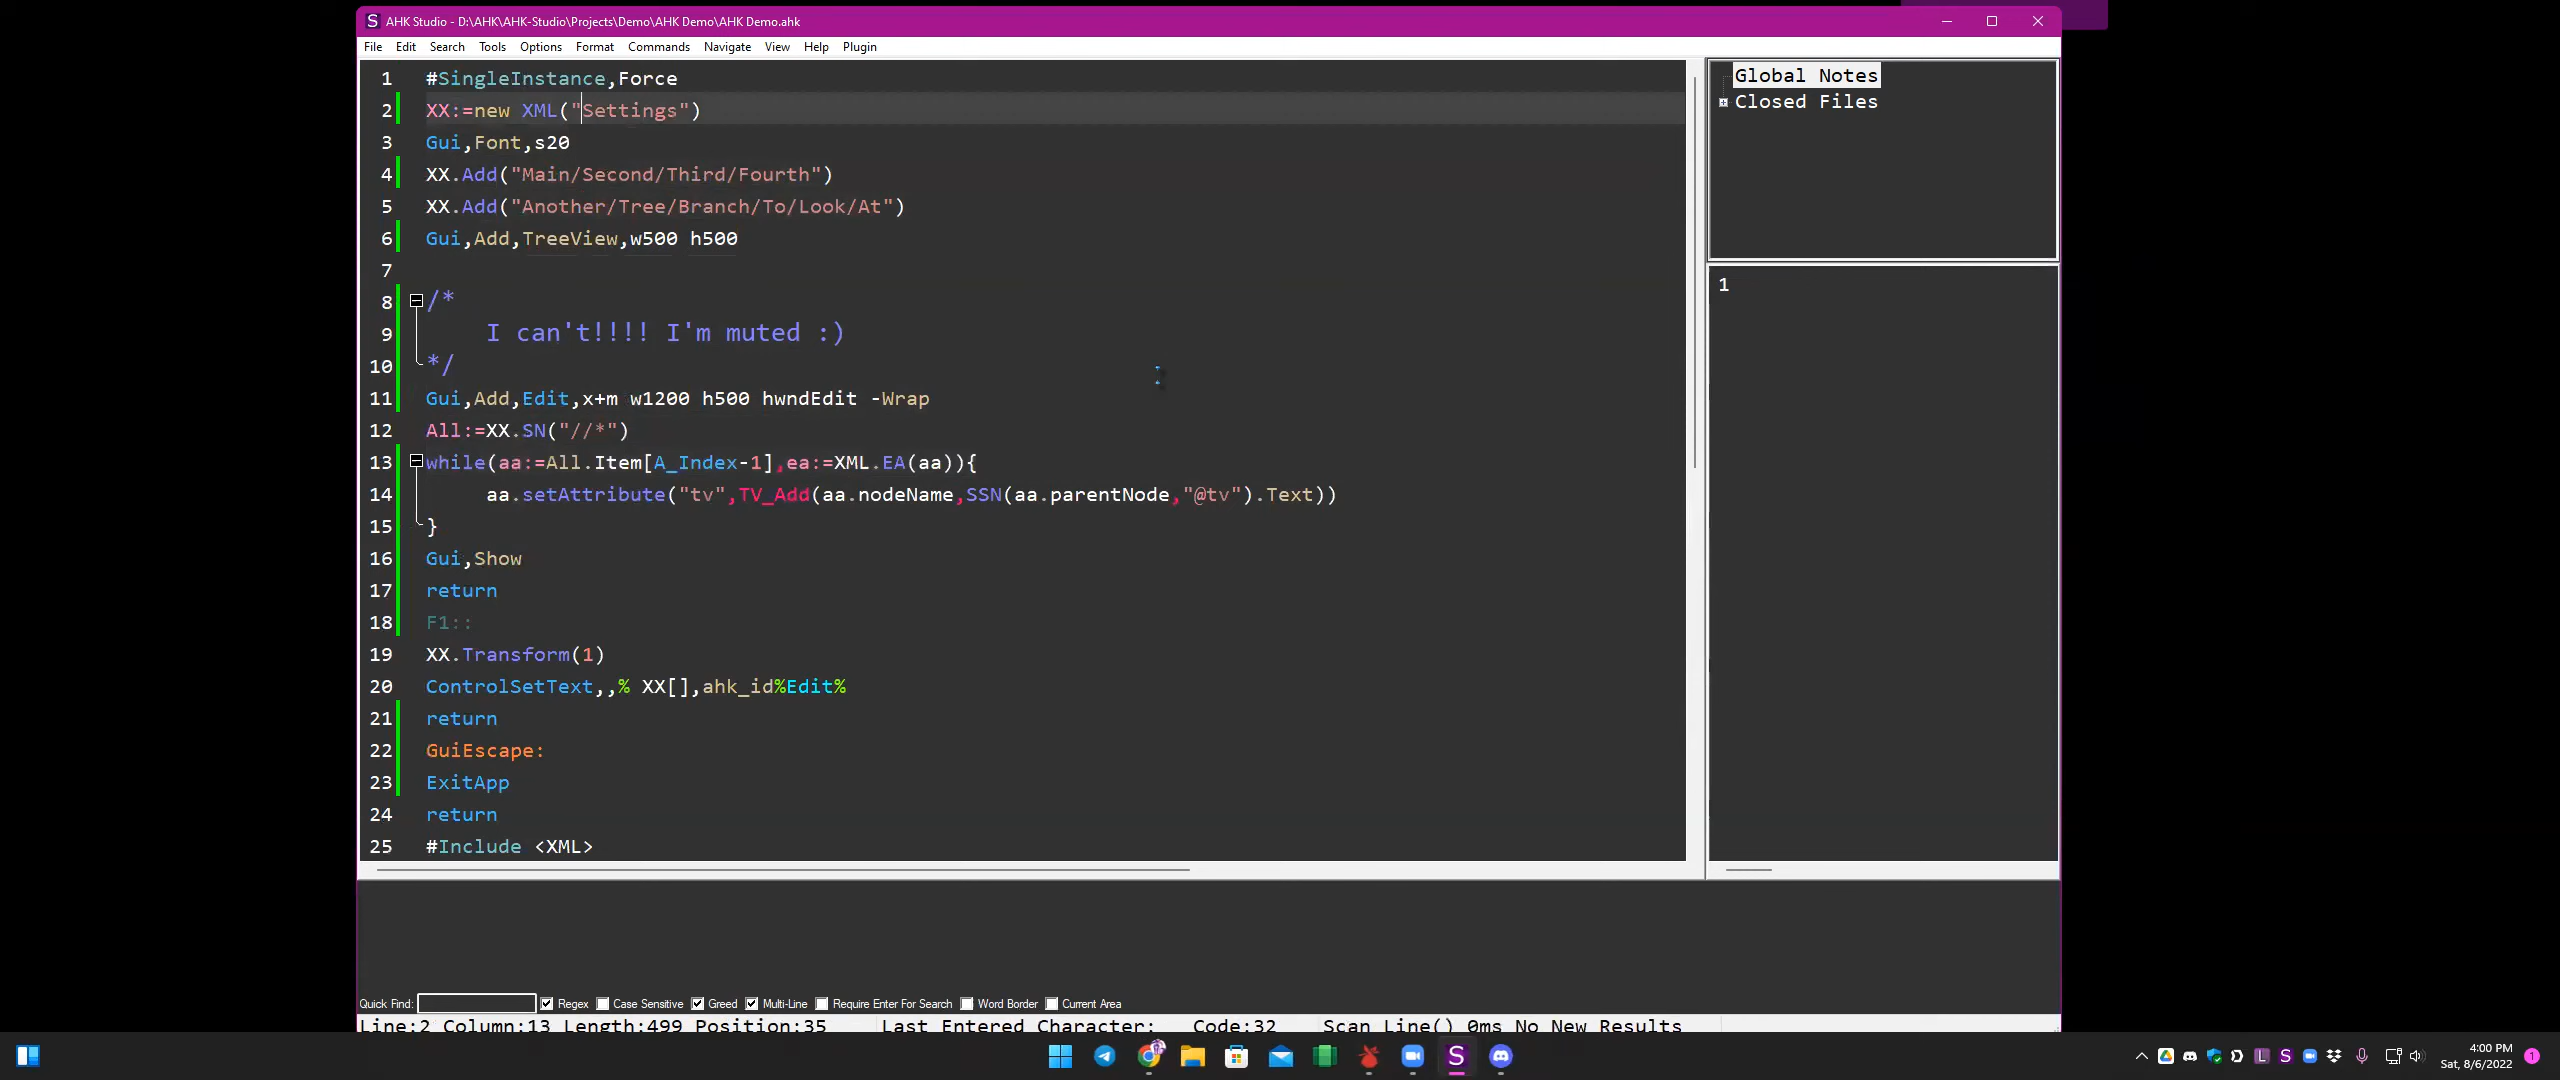 AHK Studio - D:\AHK\AHK-Studio\Projects\Demo\AHK Demo\AHK Demo.ahk
File Edit Search Tools Options Format Commands Navigate View Help Plugin
1 #SingleInstance,Force
2 XX:=new XML("Settings")
3 Gui,Font,s20
4 XX.Add("Main/Second/Third/Fourth")
5 XX.Add("Another/Tree/Branch/To/Look/At")
6 Gui,Add,TreeView,w500 h500
7
8 /*
9 I can't!!!! I'm muted :)
10 */
11 Gui,Add,Edit,x+m w1200 h500 hwndEdit -Wrap
12 All:=XX.SN("//*")
13 while(aa:=All.Item[A_Index-1],ea:=XML.EA(aa)){
14 aa.setAttribute("tv",TV_Add(aa.nodeName,SSN(aa.parentNode,"@tv").Text))
15 }
16 Gui,Show
17 return
18 F1::
19 XX.Transform(1)
20 ControlSetText,,% XX[],ahk_id%Edit%
21 return
22 GuiEscape:
23 ExitApp
24 return
25 #Include <XML>
Global Notes
Closed Files
1
Quick Find: Regex Case Sensitive Greed Multi-Line Require Enter For Search Word Border Current Area
Line:2 Column:13 Length:499 Position:35 Last Entered Character: Code:32 Scan Line() 0ms No New Results
4:00 PM
Sat, 8/6/2022
1